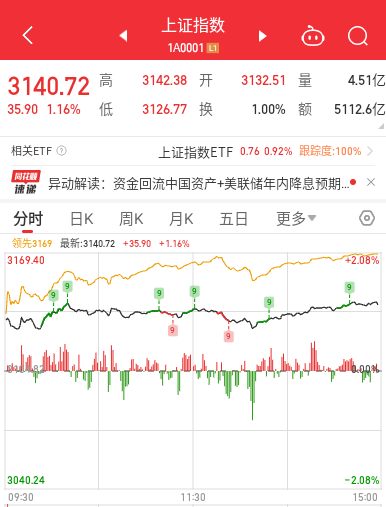 上证指数
1A0001 L1
3140.72 高 3142.38 开 3132.51 量 4.51亿
35.90 1.16% 低 3126.77 换 1.00% 额 5112.6亿
相关ETF ? 上证指数ETF 0.76 0.92% 跟踪度:100%
同花顺 速递 异动解读：资金回流中国资产+美联储年内降息预期...
分时 日K 周K 月K 五日 更多
领先3169 最新:3140.72 +35.90 +1.16%
3169.40 +2.08%
9 9 9 9 9 9
9 9
0.00%
3040.24 -2.08%
09:30 11:30 15:00